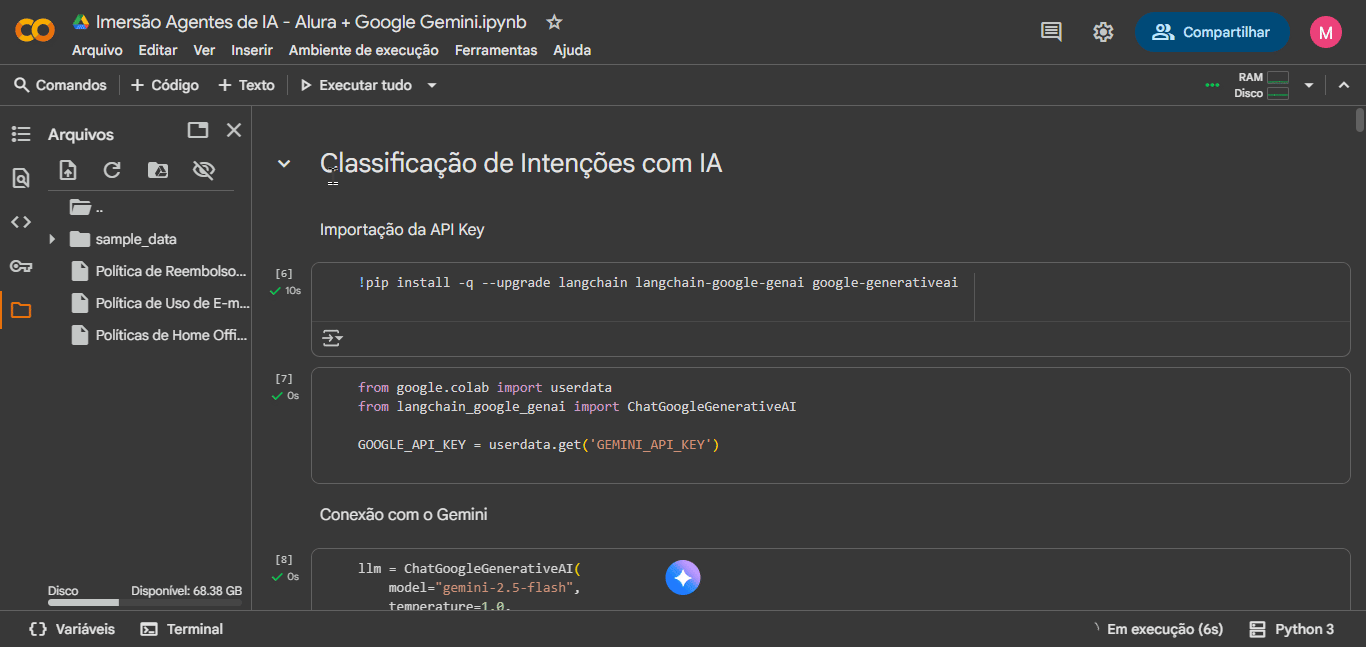 Imersão Agentes de IA - Alura + Google Gemini.ipynb
Arquivo Editar Ver Inserir Ambiente de execução Ferramentas Ajuda
Compartilhar
M
Comandos + Código + Texto Executar tudo
RAM
Disco
Arquivos
..
sample_data
Política de Reembolso...
Política de Uso de E-m...
Políticas de Home Offi...
Disco Disponível: 68.38 GB
Classificação de Intenções com IA
Importação da API Key
[6]
10s
!pip install -q --upgrade langchain langchain-google-genai google-generativeai
[7]
0s
from google.colab import userdata
from langchain_google_genai import ChatGoogleGenerativeAI
GOOGLE_API_KEY = userdata.get('GEMINI_API_KEY')
Conexão com o Gemini
[8]
0s
llm = ChatGoogleGenerativeAI(
model="gemini-2.5-flash",
temperature=1.0,
Variáveis Terminal
Em execução (6s) Python 3